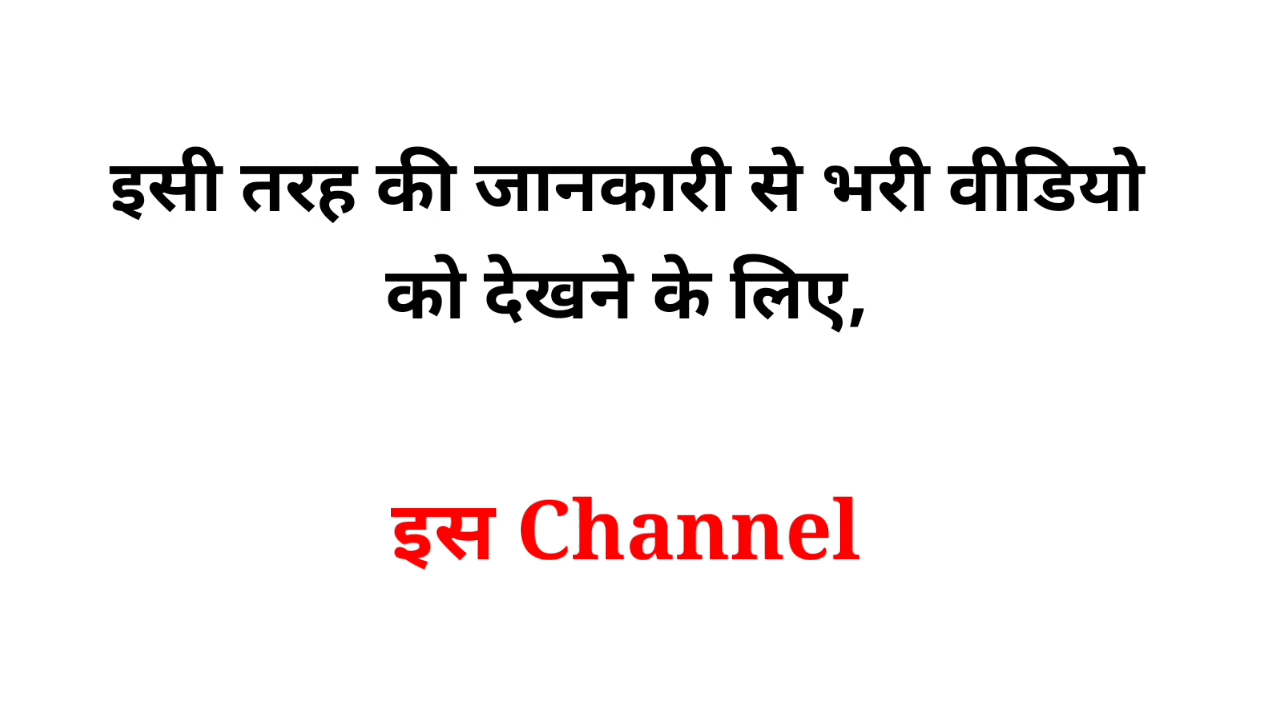 इसी तरह की जानकारी से भरी वीडियो
को देखने के लिए,
इस Channel